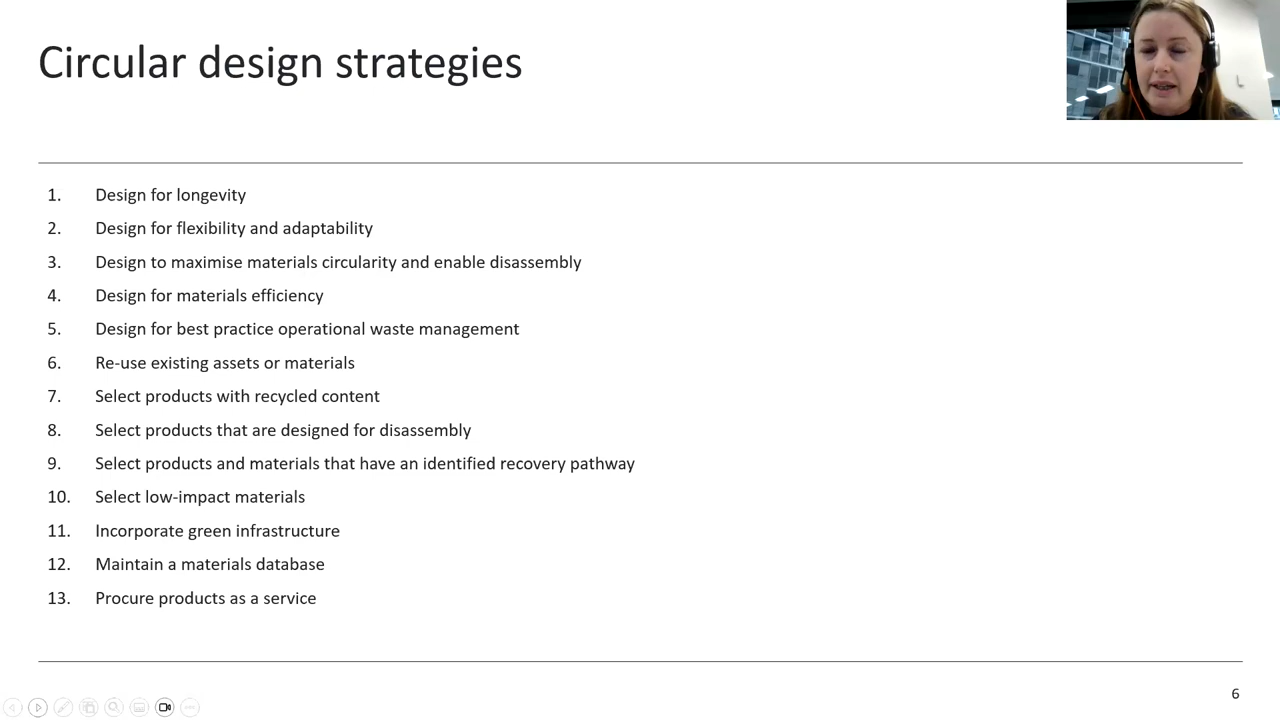 Circular design strategies
1. Design for longevity
2. Design for flexibility and adaptability
3. Design to maximise materials circularity and enable disassembly
4. Design for materials efficiency
5. Design for best practice operational waste management
6. Re-use existing assets or materials
7. Select products with recycled content
8. Select products that are designed for disassembly
9. Select products and materials that have an identified recovery pathway
10. Select low-impact materials
11. Incorporate green infrastructure
12. Maintain a materials database
13. Procure products as a service
6